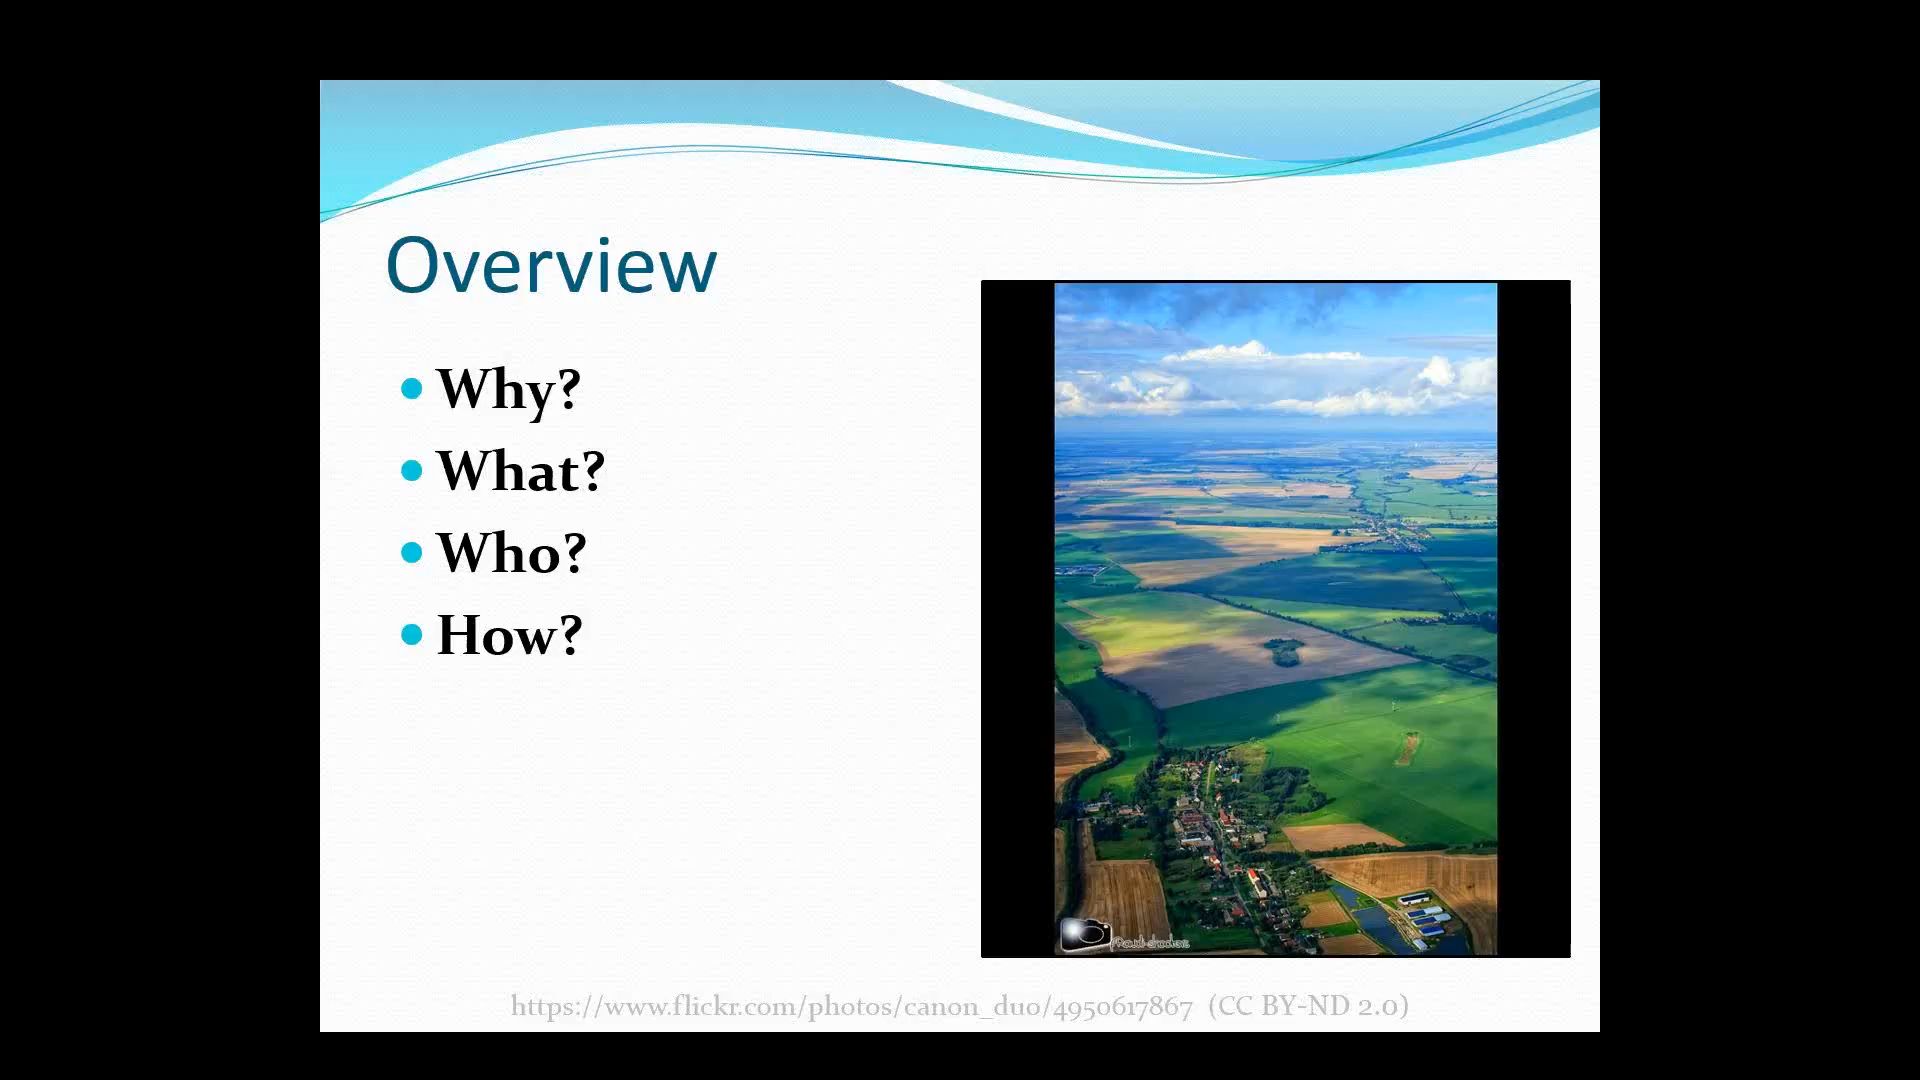 Overview
Why?
What?
Who?
How?
https://www.flickr.com/photos/canon_duo/4950617867 (CC BY-ND 2.0)